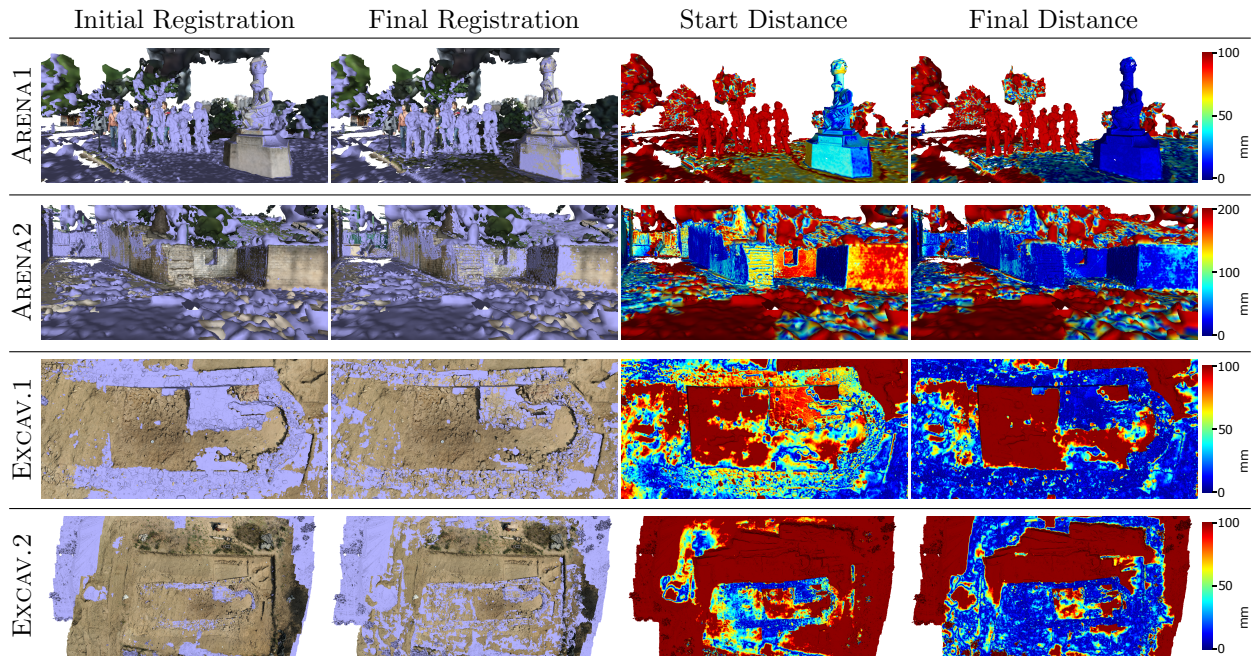 Initial Registration Final Registration Start Distance Final Distance
ARENA1
100
50
0
mm
ARENA2
200
100
0
mm
EXCAV.1
100
50
0
mm
EXCAV.2
100
50
0
mm